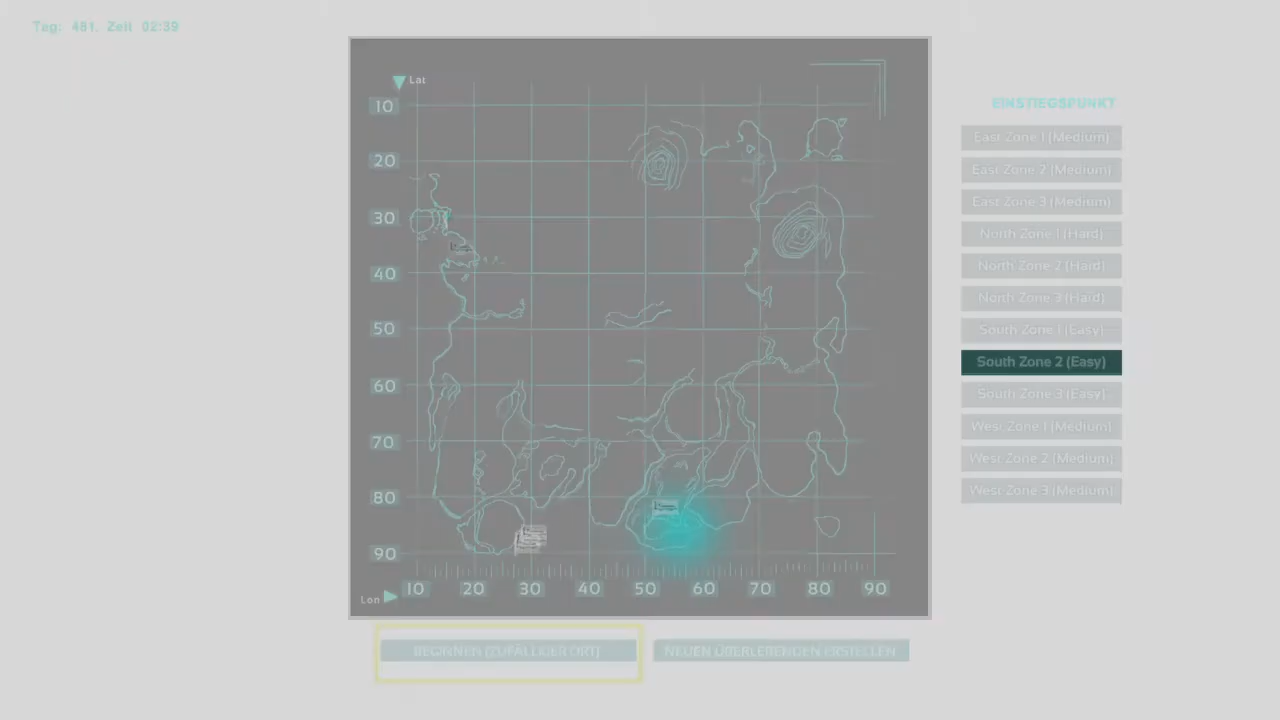 Tag: 481, Zeit 02:39
Lat
EINSTIEGSPUNKT
10
20
30
40
50
60
70
80
90
10 20 30 40 50 60 70 80 90
Lon
East Zone 1 (Medium)
East Zone 2 (Medium)
East Zone 3 (Medium)
North Zone 1 (Hard)
North Zone 2 (Hard)
North Zone 3 (Hard)
South Zone 1 (Easy)
South Zone 2 (Easy)
South Zone 3 (Easy)
West Zone 1 (Medium)
West Zone 2 (Medium)
West Zone 3 (Medium)
BEGINNEN [ZUFÄLLIGER ORT]
NEUEN ÜBERLEBENDEN ERSTELLEN